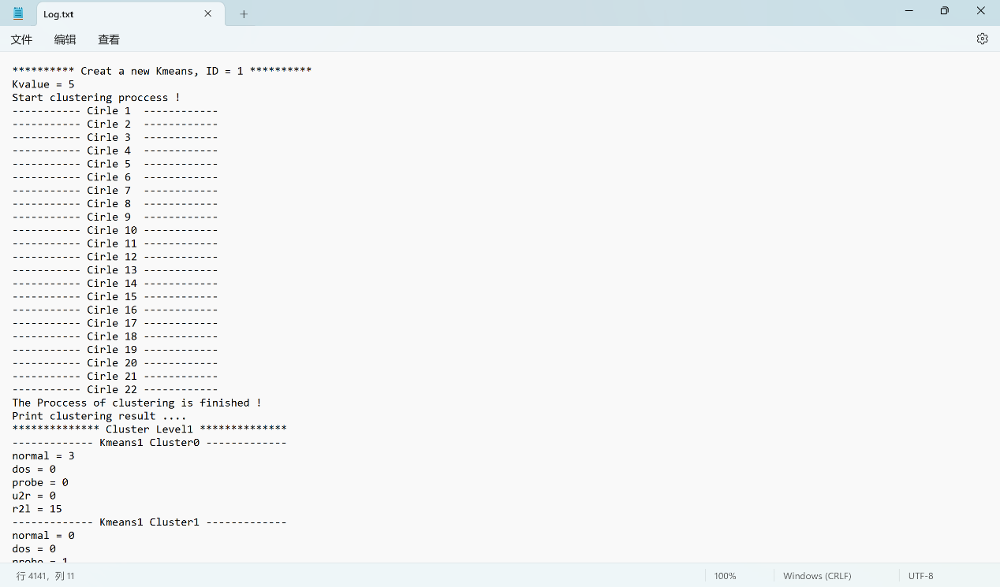 Log.txt
文件 编辑 查看
********** Creat a new Kmeans, ID = 1 **********
Kvalue = 5
Start clustering proccess !
----------- Cirle 1  ------------
----------- Cirle 2  ------------
----------- Cirle 3  ------------
----------- Cirle 4  ------------
----------- Cirle 5  ------------
----------- Cirle 6  ------------
----------- Cirle 7  ------------
----------- Cirle 8  ------------
----------- Cirle 9  ------------
----------- Cirle 10 ------------
----------- Cirle 11 ------------
----------- Cirle 12 ------------
----------- Cirle 13 ------------
----------- Cirle 14 ------------
----------- Cirle 15 ------------
----------- Cirle 16 ------------
----------- Cirle 17 ------------
----------- Cirle 18 ------------
----------- Cirle 19 ------------
----------- Cirle 20 ------------
----------- Cirle 21 ------------
----------- Cirle 22 ------------
The Proccess of clustering is finished !
Print clustering result ....
************** Cluster Level1 **************
------------- Kmeans1 Cluster0 -------------
normal = 3
dos = 0
probe = 0
u2r = 0
r2l = 15
------------- Kmeans1 Cluster1 -------------
normal = 0
dos = 0
probe = 1
行 4141，列 11 100% Windows (CRLF) UTF-8